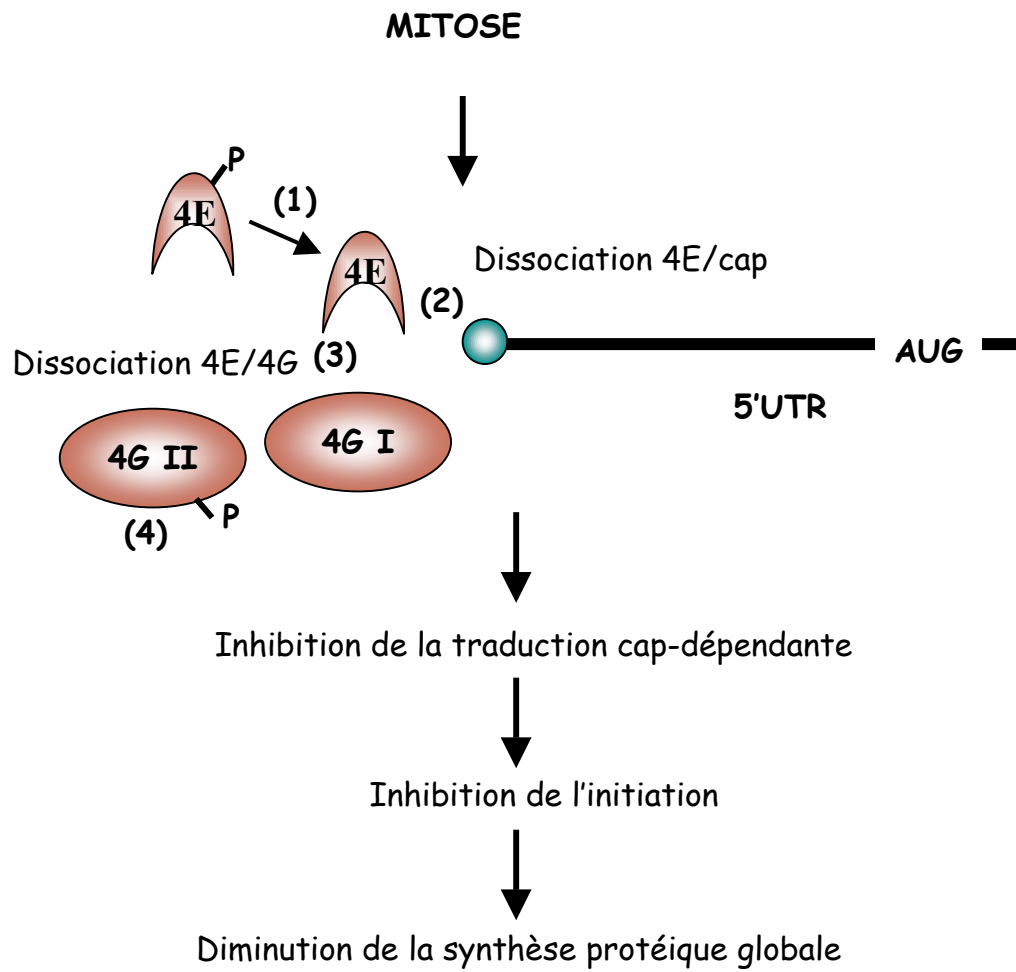 MITOSE
P
4E
(1)
4E
Dissociation 4E/cap
(2)
Dissociation 4E/4G (3)
AUG
5'UTR
4G II
4G I
P
(4)
Inhibition de la traduction cap-dépendante
Inhibition de l'initiation
Diminution de la synthèse protéique globale